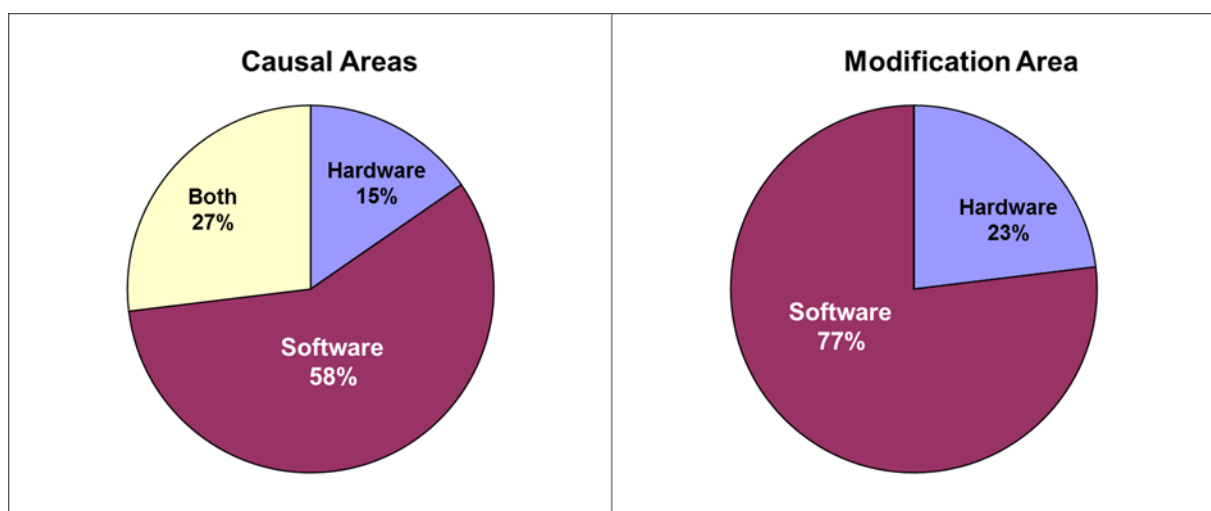 Causal Areas
Both
27%
Hardware
15%
Software
58%
Modification Area
Hardware
23%
Software
77%